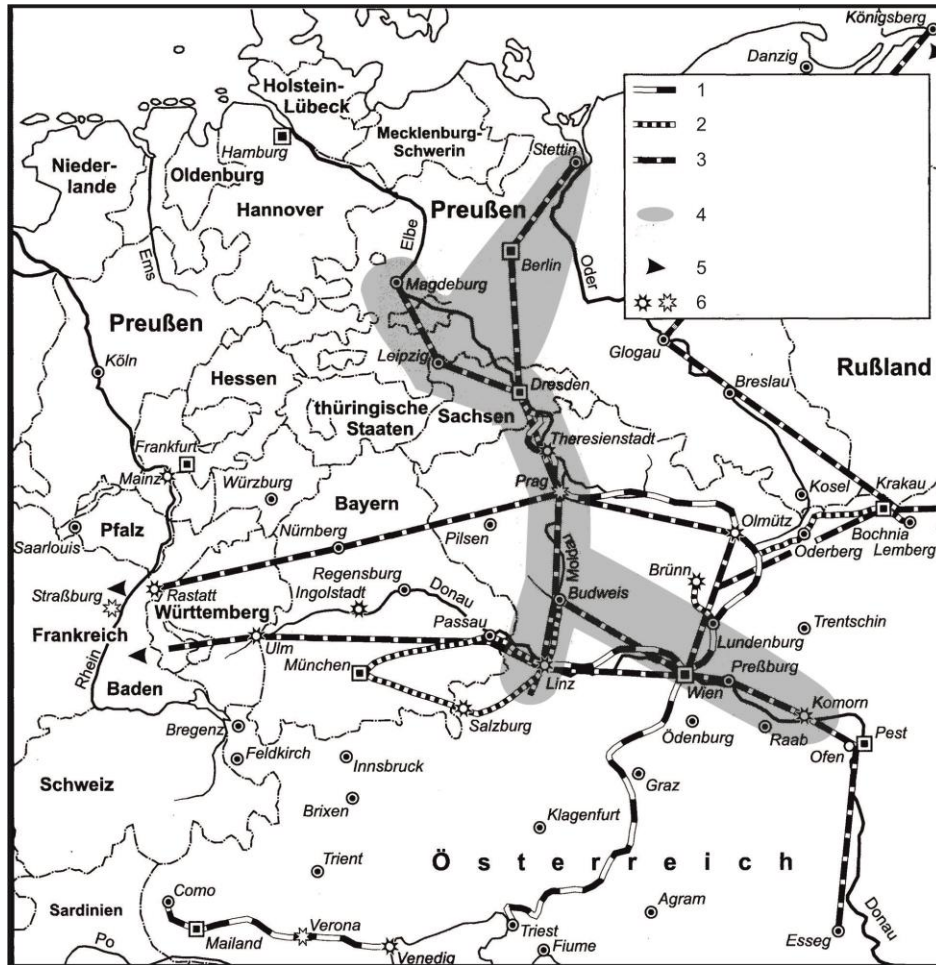 Königsberg
Danzig
Holstein-
Lübeck
Mecklenburg-
Schwerin
Hamburg
Stettin
Nieder-
lande
Oldenburg
Hannover
Preußen
Elbe
Ems
Berlin
Oder
1
2
3
4
5
6
Magdeburg
Preußen
Glogau
Köln
Leipzig
Rußland
Hessen
Dresden
Breslau
thüringische
Staaten
Sachsen
Frankfurt
Theresienstadt
Mainz
Würzburg
Prag
Kosel
Krakau
Bayern
Pfalz
Nürnberg
Pilsen
Olmütz
Saarlouis
Moldau
Bochnia
Oderberg
Lemberg
Brünn
Straßburg
Rastatt
Regensburg
Donau
Württemberg
Ingolstadt
Budweis
Passau
Trentschin
Frankreich
Lundenburg
Ulm
Rhein
München
Linz
Wien
Preßburg
Baden
Salzburg
Komorn
Bregenz
Ödenburg
Raab
Pest
Ofen
Feldkirch
Innsbruck
Schweiz
Graz
Brixen
Klagenfurt
Österreich
Trient
Como
Agram
Sardinien
Verona
Donau
Mailand
Triest
Esseg
Po
Venedig
Fiume